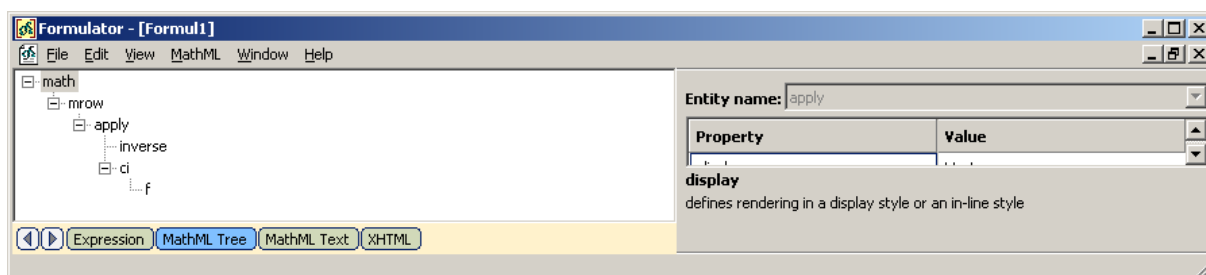 Formulator - [Formul1]
File Edit View MathML Window Help
math
mrow
apply
inverse
ci
f
Entity name: apply
Property Value
display
defines rendering in a display style or an in-line style
Expression MathML Tree MathML Text XHTML